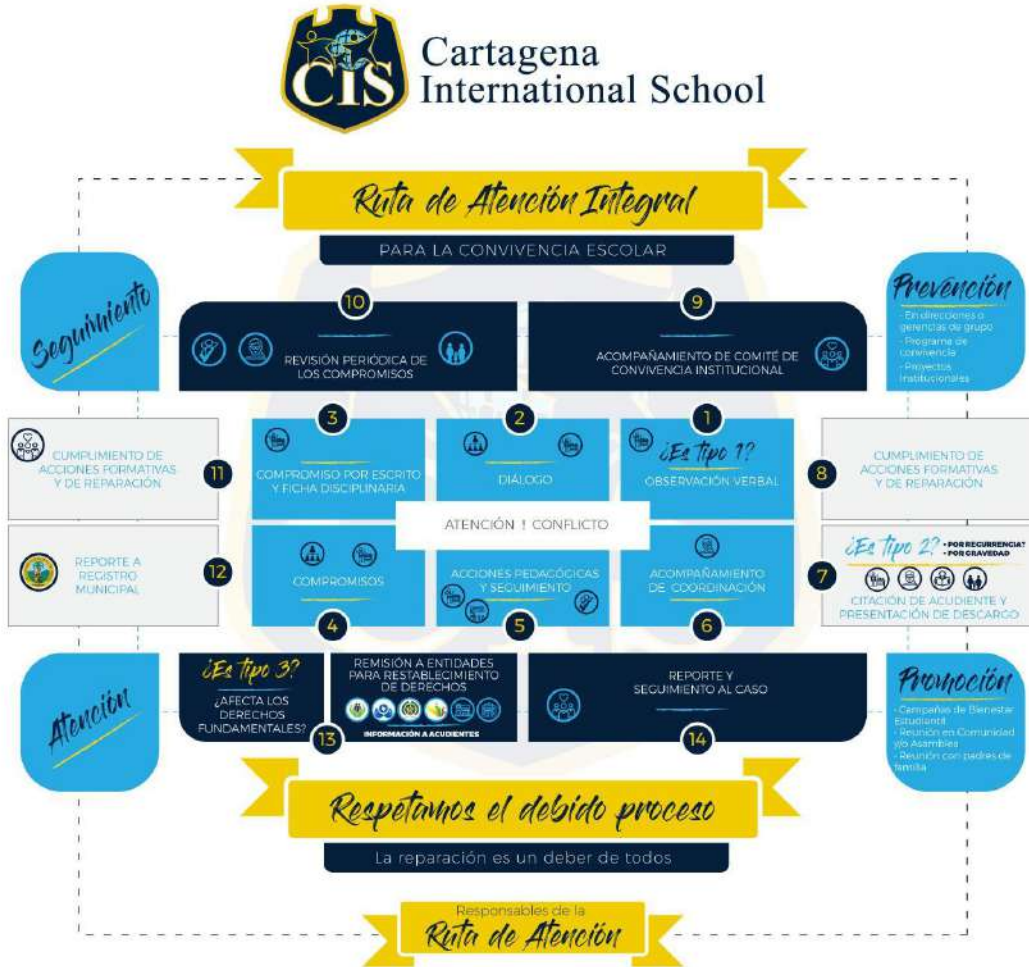 CIS
Cartagena
International School
Ruta de Atención Integral
PARA LA CONVIVENCIA ESCOLAR
Seguimiento
10
REVISIÓN PERIÓDICA DE
LOS COMPROMISOS
9
ACOMPAÑAMIENTO DE COMITÉ DE
CONVIVENCIA INSTITUCIONAL
Prevención
- En direcciones o
gerencias de grupo
- Programa de
convivencia
- Proyectos
Institucionales
11
CUMPLIMIENTO DE
ACCIONES FORMATIVAS
Y DE REPARACIÓN
3
COMPROMISO POR ESCRITO
Y FICHA DISCIPLINARIA
2
DIÁLOGO
1
¿Es tipo 1?
OBSERVACIÓN VERBAL
8
CUMPLIMIENTO DE
ACCIONES FORMATIVAS
Y DE REPARACIÓN
ATENCIÓN ! CONFLICTO
12
REPORTE A
REGISTRO
MUNICIPAL
4
COMPROMISOS
5
ACCIONES PEDAGÓGICAS
Y SEGUIMIENTO
6
ACOMPAÑAMIENTO
DE COORDINACIÓN
7
¿Es tipo 2?
• POR RECURRENCIA?
• POR GRAVEDAD
CITACIÓN DE ACUDIENTE Y
PRESENTACIÓN DE DESCARGO
Atención
¿Es tipo 3?
¿AFECTA LOS
DERECHOS
FUNDAMENTALES?
13
REMISIÓN A ENTIDADES
PARA RESTABLECIMIENTO
DE DERECHOS
INFORMACIÓN A ACUDIENTES
REPORTE Y
SEGUIMIENTO AL CASO
14
Promoción
- Campañas de Bienestar
Estudiantil
- Reunión en Comunidad
y/o Asamblea
- Reunión con padres de
familia
Respetamos el debido proceso
La reparación es un deber de todos
Responsables de la
Ruta de Atención